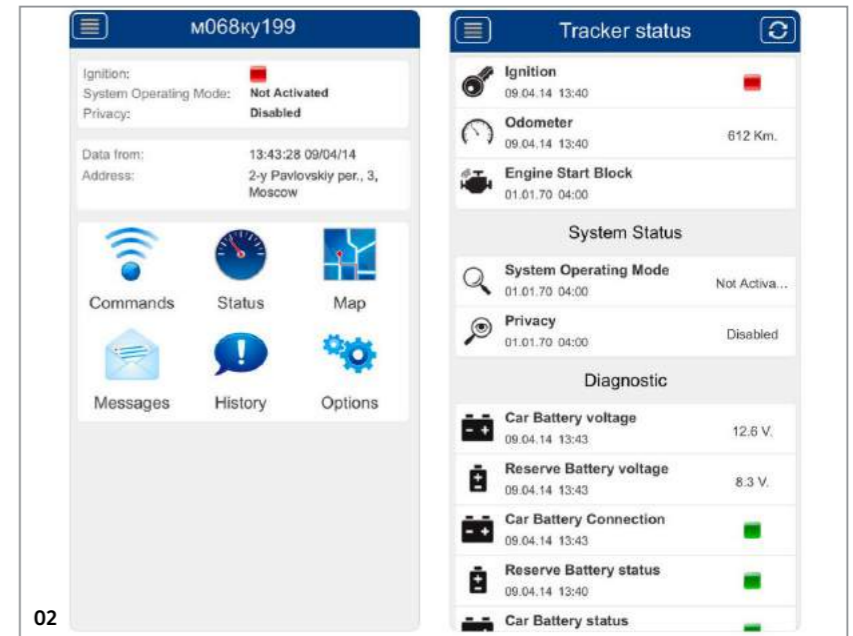 м068ку199
Ignition:
System Operating Mode: Not Activated
Privacy: Disabled
Data from: 13:43:28 09/04/14
Address: 2-y Pavlovskiy per., 3,
Moscow
Commands Status Map
Messages History Options
Tracker status
Ignition
09.04.14 13:40
Odometer
09.04.14 13:40
612 Km.
Engine Start Block
01.01.70 04:00
System Status
System Operating Mode
01.01.70 04:00
Not Activa...
Privacy
01.01.70 04:00
Disabled
Diagnostic
Car Battery voltage
09.04.14 13:43
12.6 V.
Reserve Battery voltage
09.04.14 13:43
8.3 V.
Car Battery Connection
09.04.14 13:43
Reserve Battery status
09.04.14 13:40
Car Battery status
02